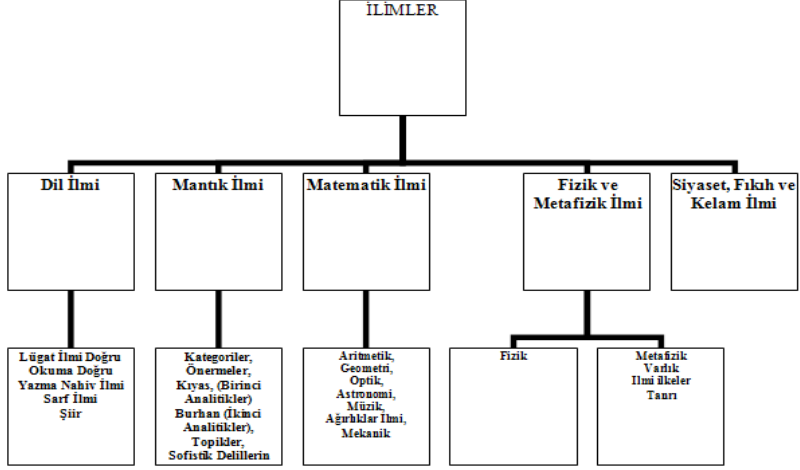 İLİMLER
Dil İlmi
Mantık İlmi
Matematik İlmi
Fizik ve
Metafizik İlmi
Siyaset, Fıkıh ve
Kelam İlmi
Lügat İlmi Doğru
Okuma Doğru
Yazma Nahiv İlmi
Sarf İlmi
Şiir
Kategoriler,
Önermeler,
Kıyas, (Birinci
Analitikler)
Burhan (İkinci
Analitikler),
Topikler,
Sofistik Delillerin
Aritmetik,
Geometri,
Optik,
Astronomi,
Müzik,
Ağırlıklar İlmi,
Mekanik
Fizik
Metafizik
Varlık
İlmi ilkeler
Tanrı